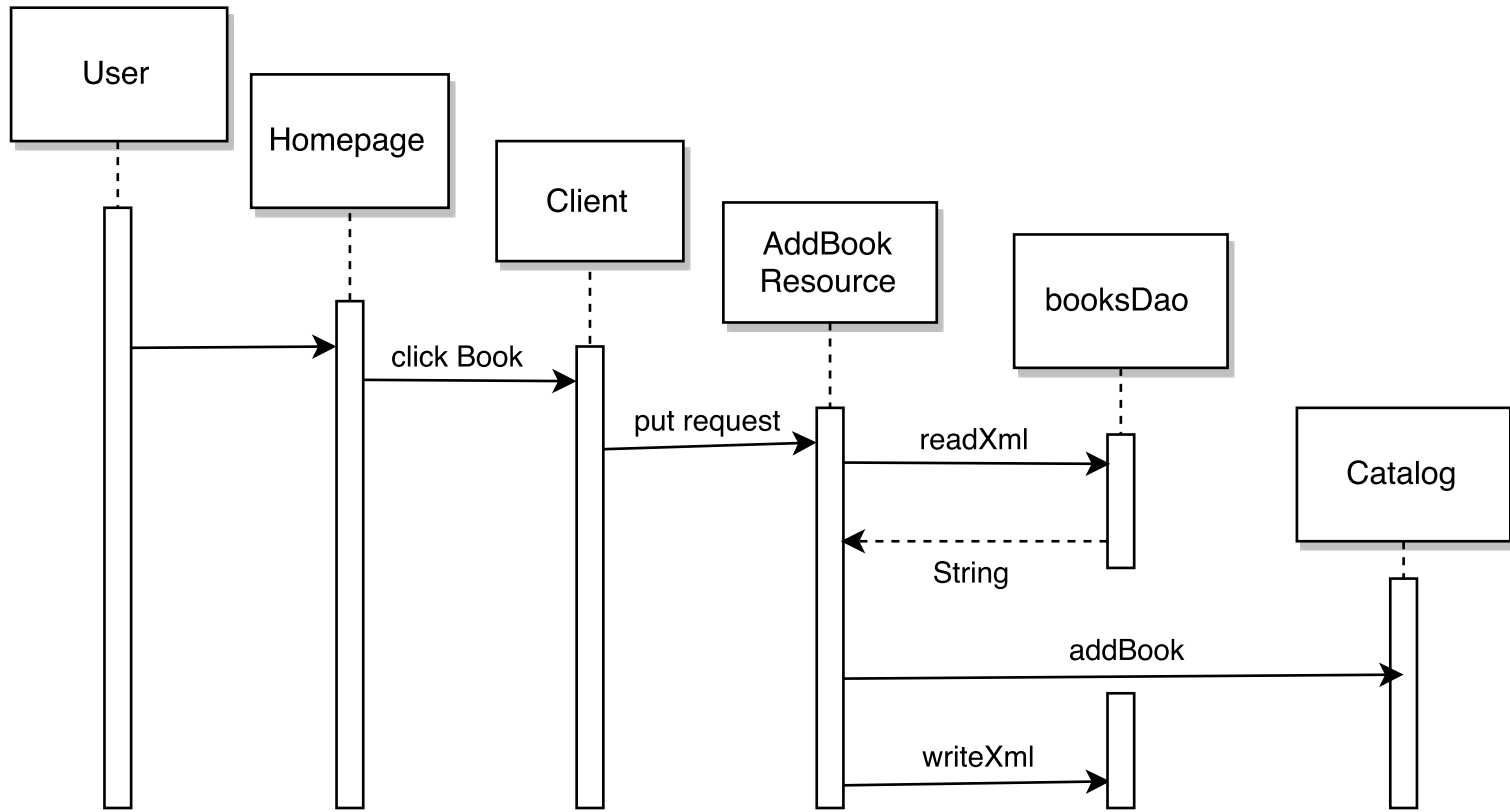 User
Homepage
Client
AddBook
Resource
booksDao
Catalog
click Book
put request
readXml
String
addBook
writeXml